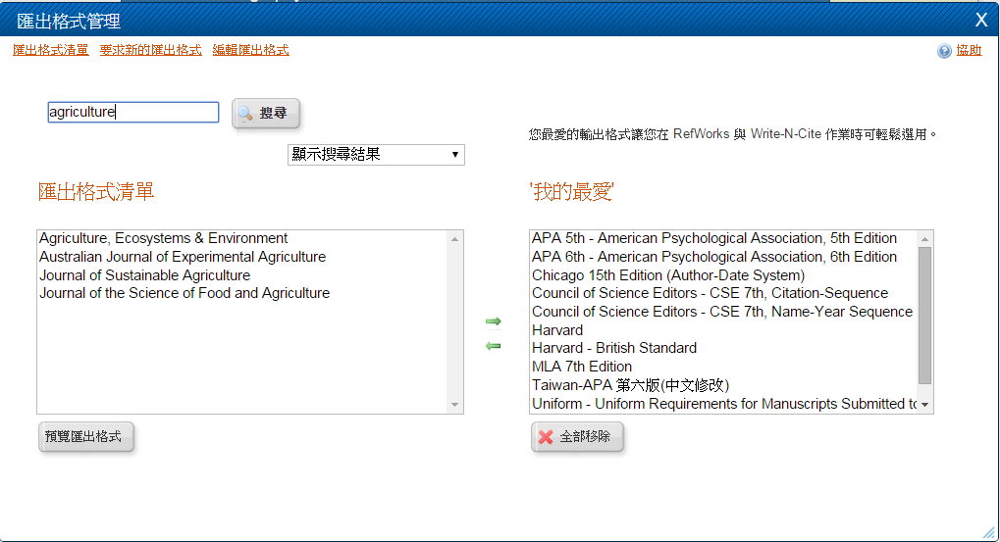 匯出格式管理
X
匯出格式清單 要求新的匯出格式 編輯匯出格式
協助
agriculture
搜尋
您最愛的輸出格式讓您在 RefWorks 與 Write-N-Cite 作業時可輕鬆選用。
顯示搜尋結果
匯出格式清單
Agriculture, Ecosystems & Environment
Australian Journal of Experimental Agriculture
Journal of Sustainable Agriculture
Journal of the Science of Food and Agriculture
預覽匯出格式
'我的最愛'
APA 5th - American Psychological Association, 5th Edition
APA 6th - American Psychological Association, 6th Edition
Chicago 15th Edition (Author-Date System)
Council of Science Editors - CSE 7th, Citation-Sequence
Council of Science Editors - CSE 7th, Name-Year Sequence
Harvard
Harvard - British Standard
MLA 7th Edition
Taiwan-APA 第六版(中文修改)
Uniform - Uniform Requirements for Manuscripts Submitted to
全部移除